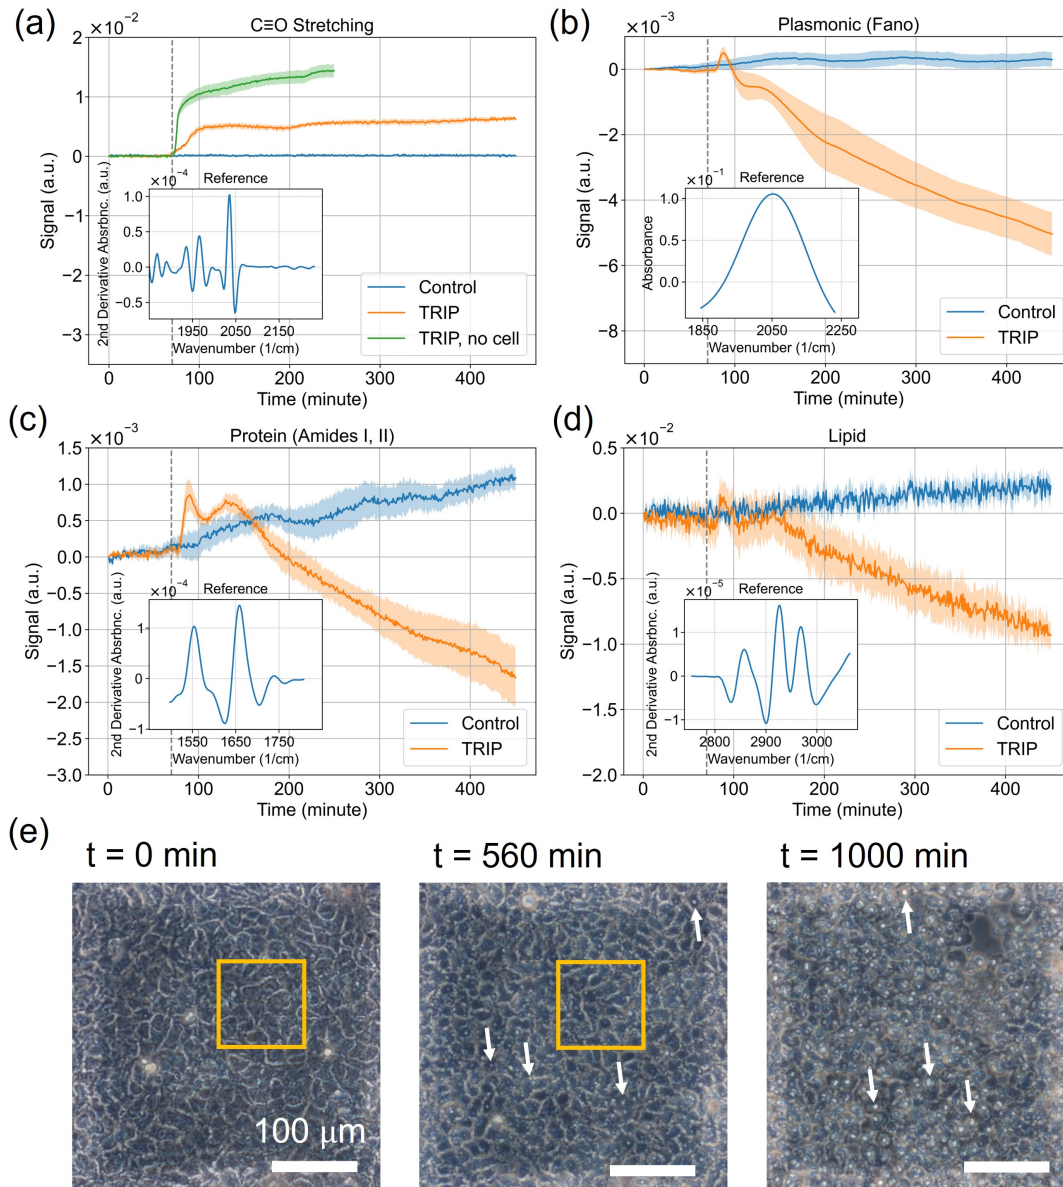 (a)
C≡O Stretching
×10⁻²
2
1
0
−1
−2
−3
Signal (a.u.)
0
100
200
300
400
Time (minute)
Reference
×10⁻⁴
1.0
0.5
0.0
−0.5
2nd Derivative Absrbnc. (a.u.)
1950
2050
2150
Wavenumber (1/cm)
Control
TRIP
TRIP, no cell
(b)
Plasmonic (Fano)
×10⁻³
0
−2
−4
−6
−8
Signal (a.u.)
0
100
200
300
400
Time (minute)
Reference
×10⁻¹
1.0
0.5
0.0
Absorbance
1850
2050
2250
Wavenumber (1/cm)
Control
TRIP
(c)
Protein (Amides I, II)
×10⁻³
1.5
1.0
0.5
0.0
−0.5
−1.0
−1.5
−2.0
−2.5
−3.0
Signal (a.u.)
0
100
200
300
400
Time (minute)
Reference
×10⁻⁴
1
0
−1
2nd Derivative Absrbnc. (a.u.)
1550
1650
1750
Wavenumber (1/cm)
Control
TRIP
(d)
Lipid
×10⁻²
0.5
0.0
−0.5
−1.0
−1.5
−2.0
Signal (a.u.)
0
100
200
300
400
Time (minute)
Reference
×10⁻⁵
1
0
−1
2nd Derivative Absrbnc. (a.u.)
2800
2900
3000
Wavenumber (1/cm)
Control
TRIP
(e)
t = 0 min
t = 560 min
t = 1000 min
100 μm